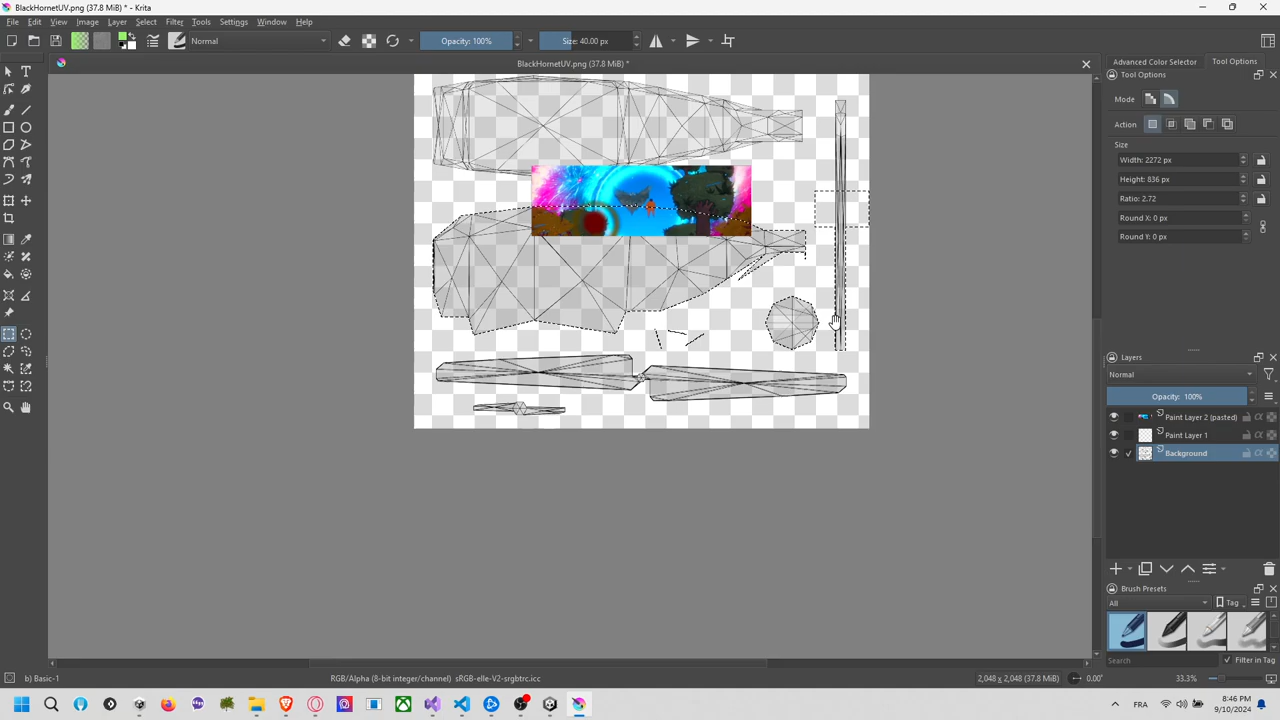 BlackHornetUV.png (37.8 MiB) * - Krita
File Edit View Image Layer Select Filter Tools Settings Window Help
Normal Opacity: 100% Size: 40.00 px
BlackHornetUV.png (37.8 MiB) *
Advanced Color Selector Tool Options
Tool Options
Mode
Action
Size
Width: 2272 px
Height: 836 px
Ratio: 2.72
Round X: 0 px
Round Y: 0 px
Layers
Normal
Opacity: 100%
Paint Layer 2 (pasted)
Paint Layer 1
Background
Brush Presets
All Tag
Search Filter in Tag
b) Basic-1 RGB/Alpha (8-bit integer/channel) sRGB-elle-V2-srgbtrc.icc 2,048 x 2,048 (37.8 MiB) 0.00° 33.3%
FRA 8:46 PM
9/10/2024